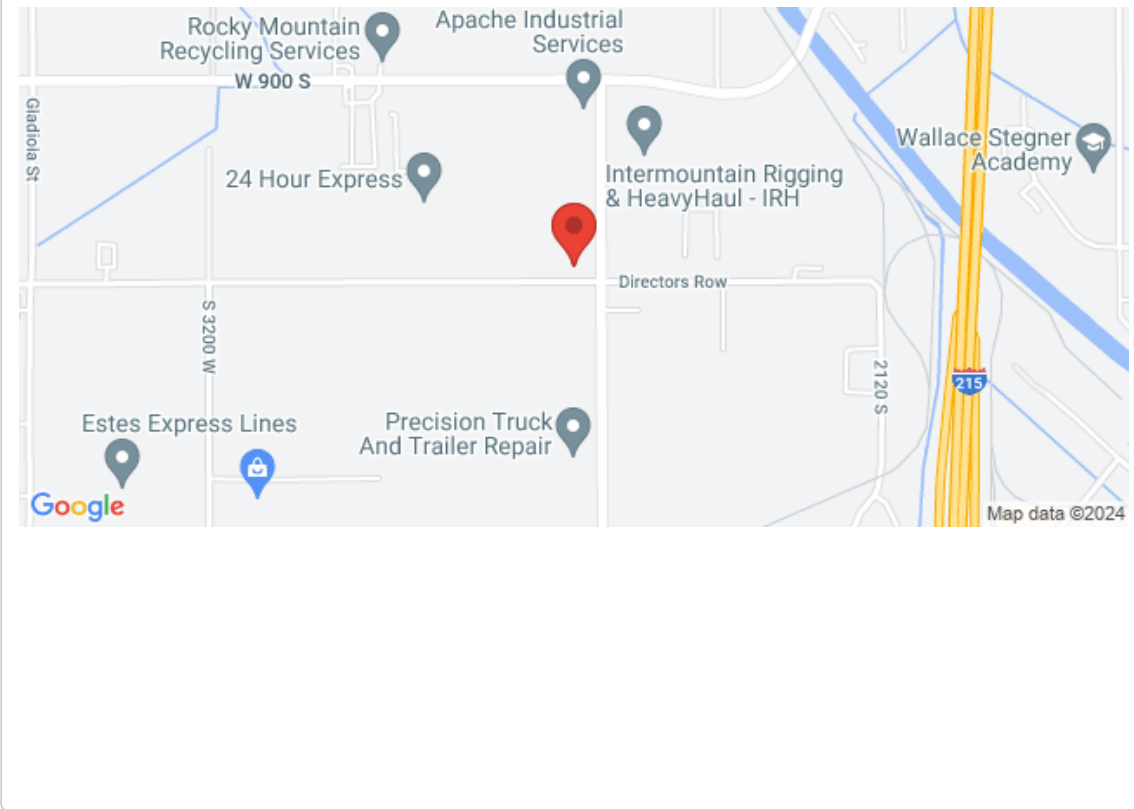 Rocky Mountain
Recycling Services
Apache Industrial
Services
W 900 S
Gladiola St
Wallace Stegner
Academy
24 Hour Express
Intermountain Rigging
& HeavyHaul - IRH
Directors Row
S 3200 W
2120 S
215
Estes Express Lines
Precision Truck
And Trailer Repair
Google
Map data ©2024